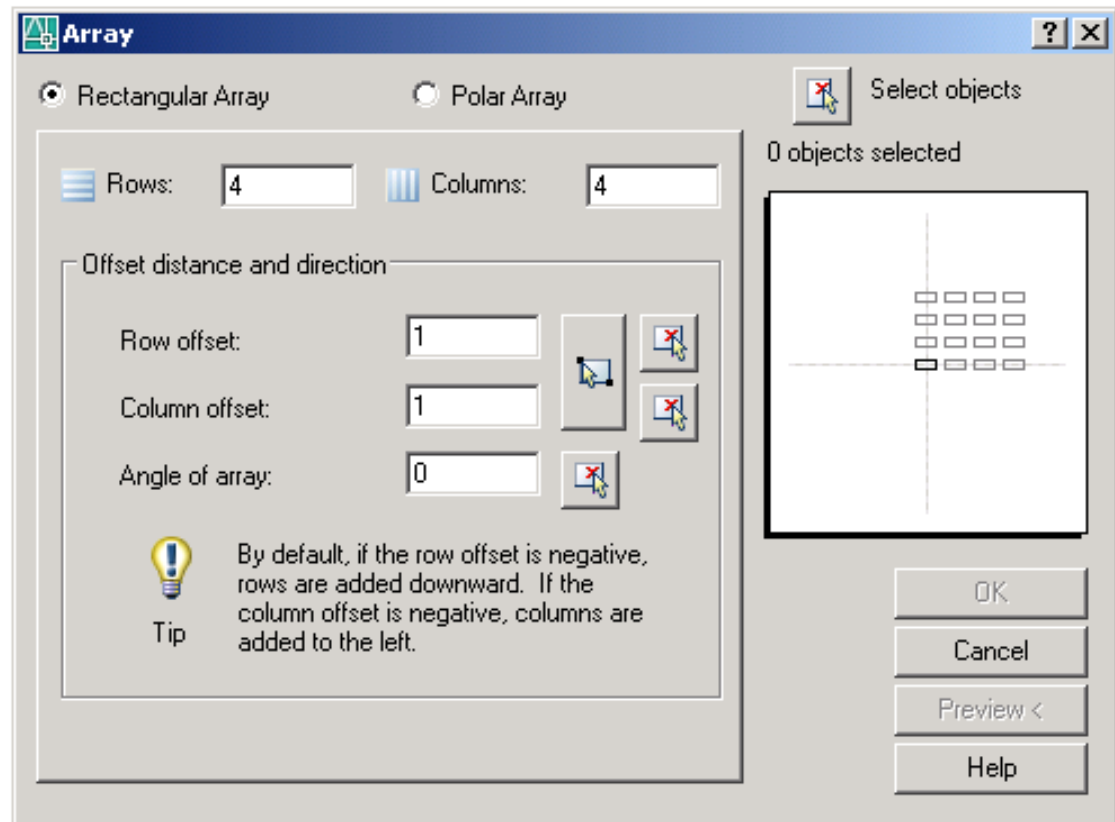 Array
Rectangular Array Polar Array Select objects
0 objects selected
Rows: 4 Columns: 4
Offset distance and direction
Row offset: 1
Column offset: 1
Angle of array: 0
Tip
By default, if the row offset is negative,
rows are added downward. If the
column offset is negative, columns are
added to the left.
OK
Cancel
Preview <
Help